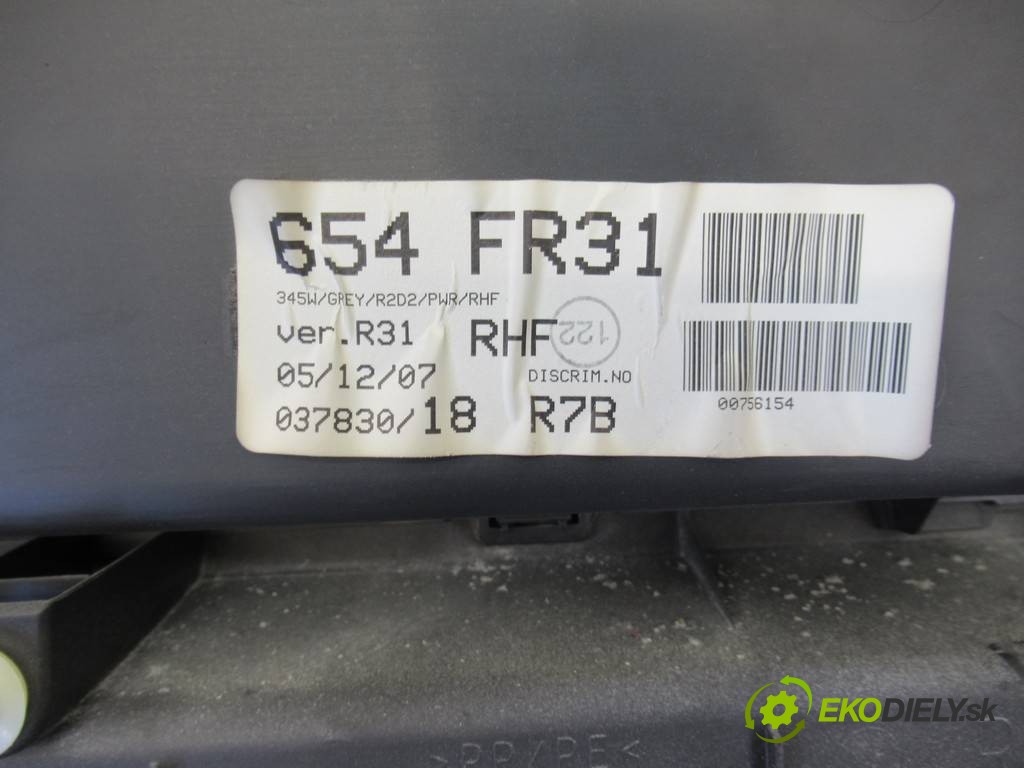 654 FR31
345W/GREY/R2D2/PWR/RHF
ver.R31 RHF 122
05/12/07 DISCRIM.NO
037830/18 R7B
00756154
>PP/PE<
EKODIELY.sk